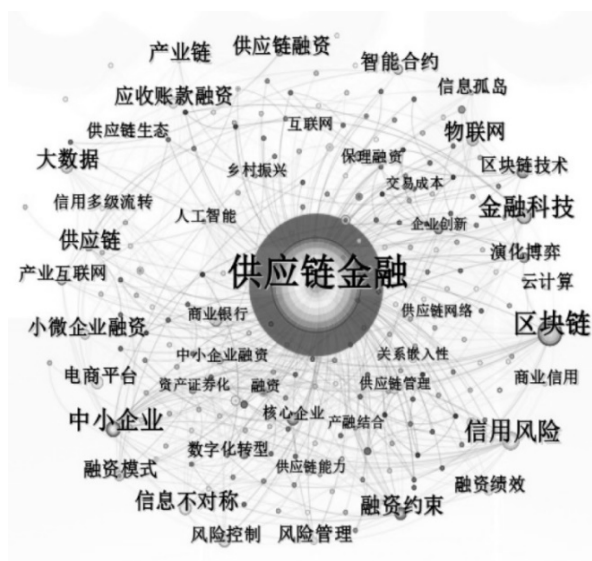 供应链融资
产业链
智能合约
信息孤岛
应收账款融资
互联网
供应链生态
物联网
保理融资
大数据
区块链技术
乡村振兴
交易成本
信用多级流转
金融科技
人工智能
企业创新
供应链
演化博弈
产业互联网
供应链金融
云计算
商业银行
供应链网络
小微企业融资
区块链
中小企业融资
关系嵌入性
电商平台
资产证券化
融资
供应链管理
商业信用
中小企业
核心企业
产融结合
信用风险
数字化转型
融资模式
供应链能力
融资绩效
信息不对称
融资约束
风险控制
风险管理